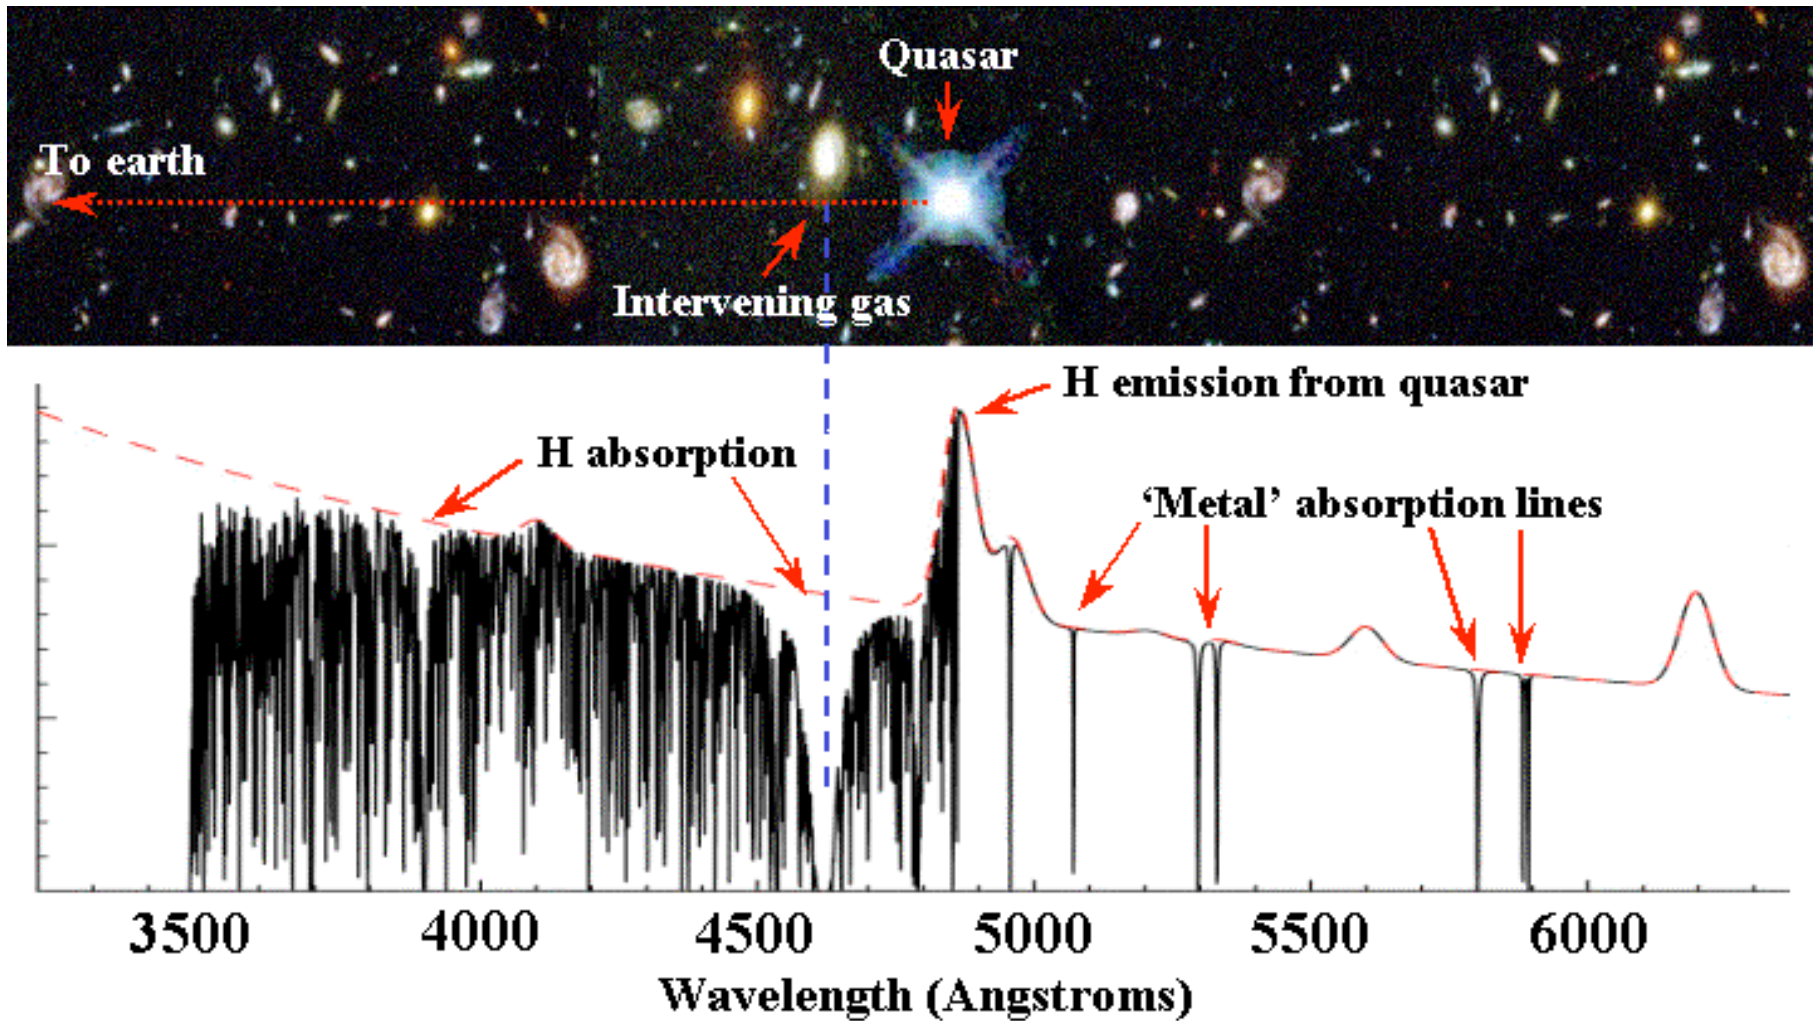 Quasar
To earth
Intervening gas
H emission from quasar
H absorption
‘Metal’ absorption lines
3500 4000 4500 5000 5500 6000
Wavelength (Angstroms)